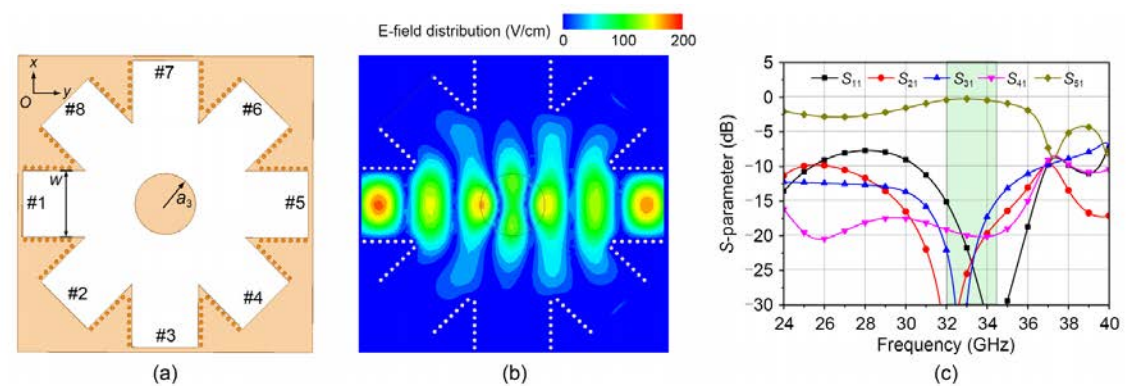 E-field distribution (V/cm) 0 100 200
x
O y
#7
#8 #6
w
#1 a3 #5
#2 #4
#3
(a)
(b)
5
0
−5
−10
−15
−20
−25
−30
S-parameter (dB)
S11 S21 S31 S41 S51
24 26 28 30 32 34 36 38 40
Frequency (GHz)
(c)